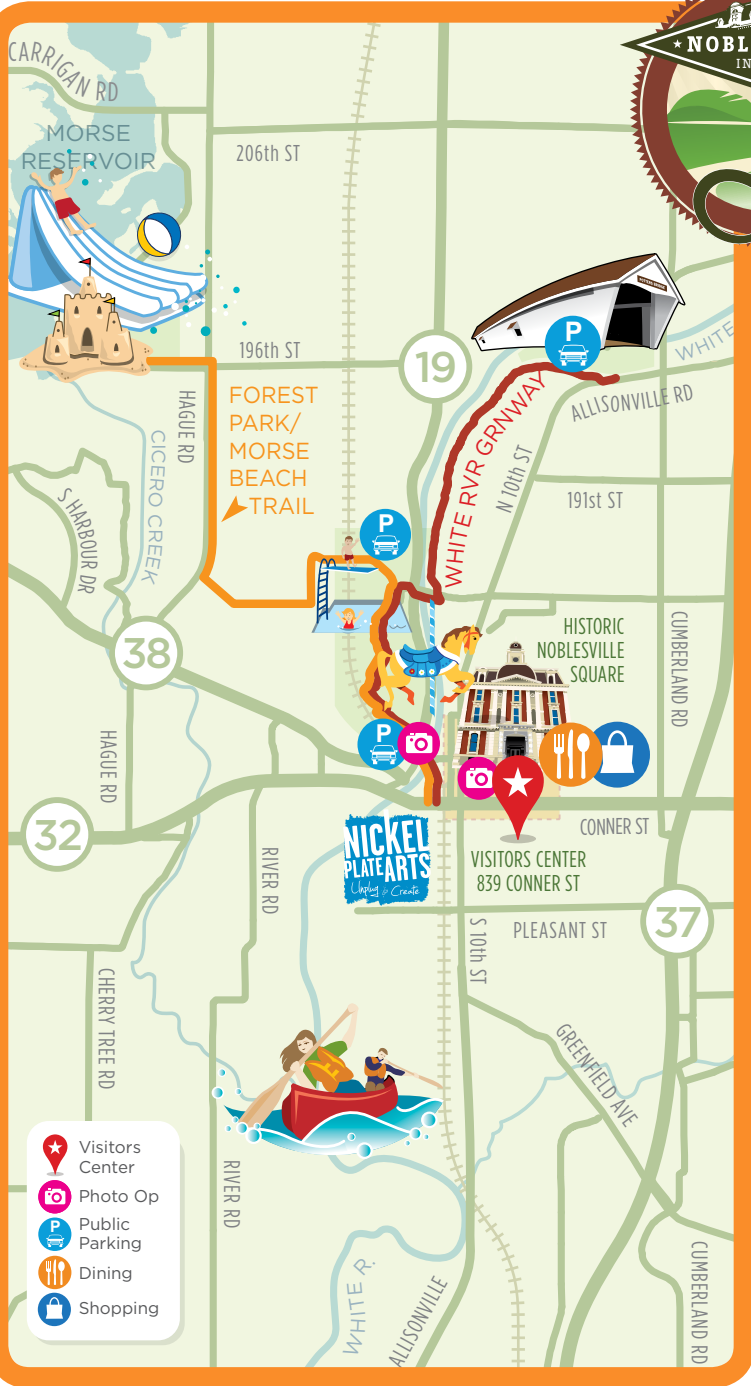 CARRIGAN RD
NOBL
IN
MORSE
RESERVOIR
206th ST
196th ST
19
P
WHITE
ALLISONVILLE RD
HAGUE RD
FOREST
PARK/
MORSE
BEACH
TRAIL
CICERO CREEK
WHITE RVR GRNWAY
N 10th ST
191st ST
S HARBOUR DR
P
38
HISTORIC
NOBLESVILLE
SQUARE
CUMBERLAND RD
HAGUE RD
P
32
CONNER ST
NICKEL
PLATE ARTS
Unplug & Create
VISITORS CENTER
839 CONNER ST
RIVER RD
37
S 10th ST
PLEASANT ST
CHERRY TREE RD
GREENFIELD AVE
Visitors
Center
Photo Op
P
Public
Parking
Dining
Shopping
RIVER RD
WHITE R.
ALLISONVILLE
CUMBERLAND RD